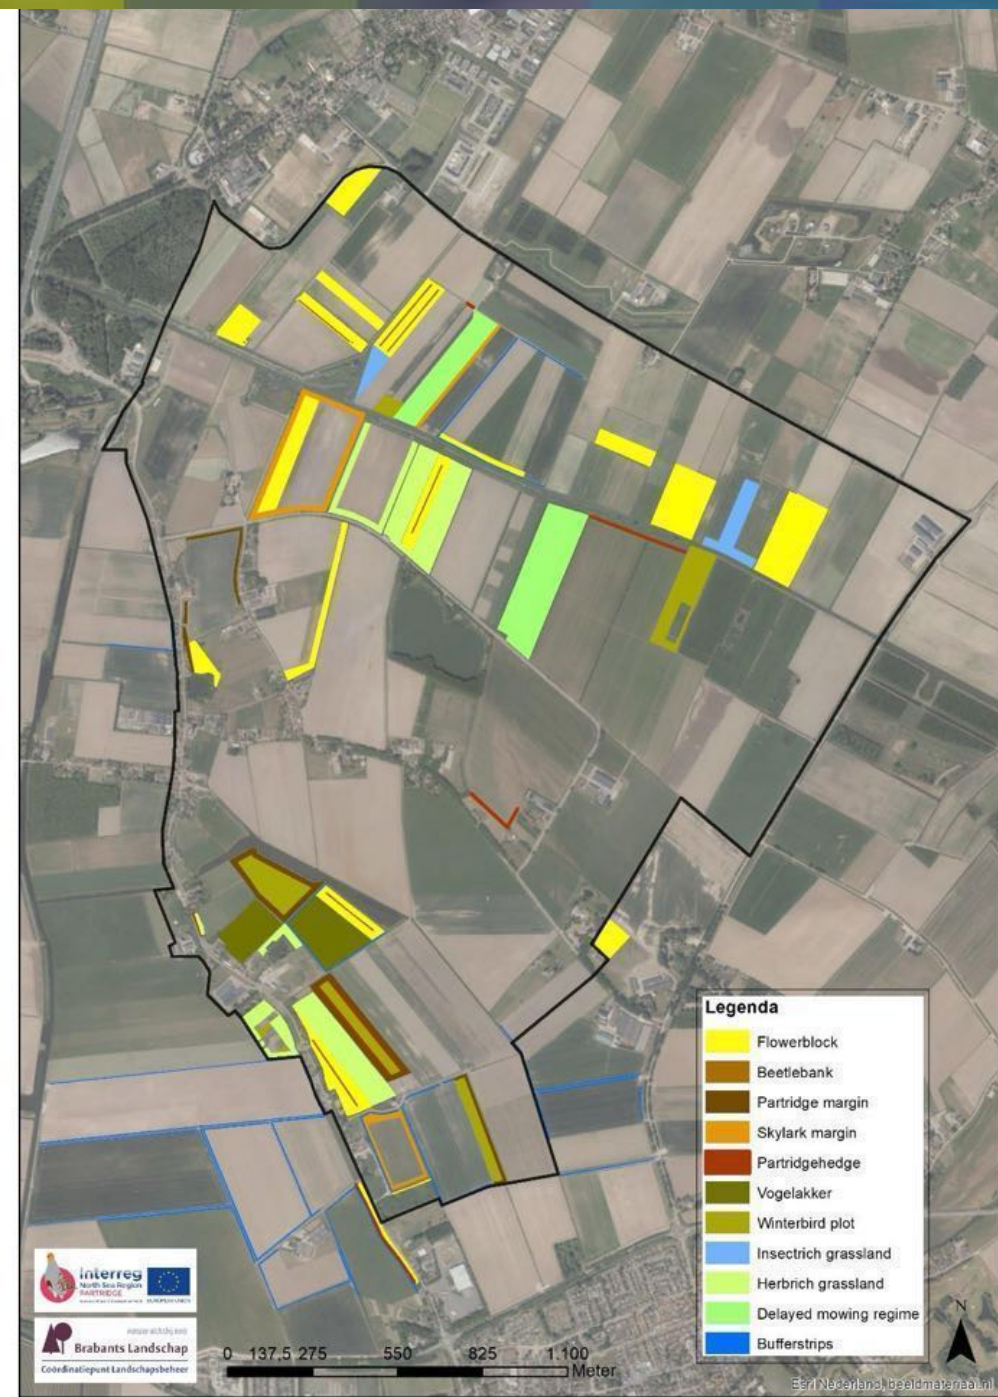 Legenda
Flowerblock
Beetlebank
Partridge margin
Skylark margin
Partridgehedge
Vogelakker
Winterbird plot
Insectrich grassland
Herbrich grassland
Delayed mowing regime
Bufferstrips
Interreg
North Sea Region
PARTRIDGE
EUROPEAN UNION
Brabants Landschap
Coördinatiepunt Landschapsbeheer
0 137,5 275 550 825 1.100
Meter
N
Esri Nederland, beeldmateriaal.nl